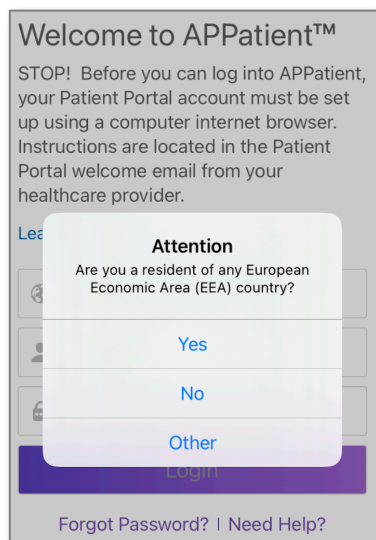 Welcome to APPatient™
STOP!  Before you can log into APPatient,
your Patient Portal account must be set
up using a computer internet browser.
Instructions are located in the Patient
Portal welcome email from your
healthcare provider.
Lea
Attention
Are you a resident of any European
Economic Area (EEA) country?
Yes
No
Other
Login
Forgot Password? | Need Help?